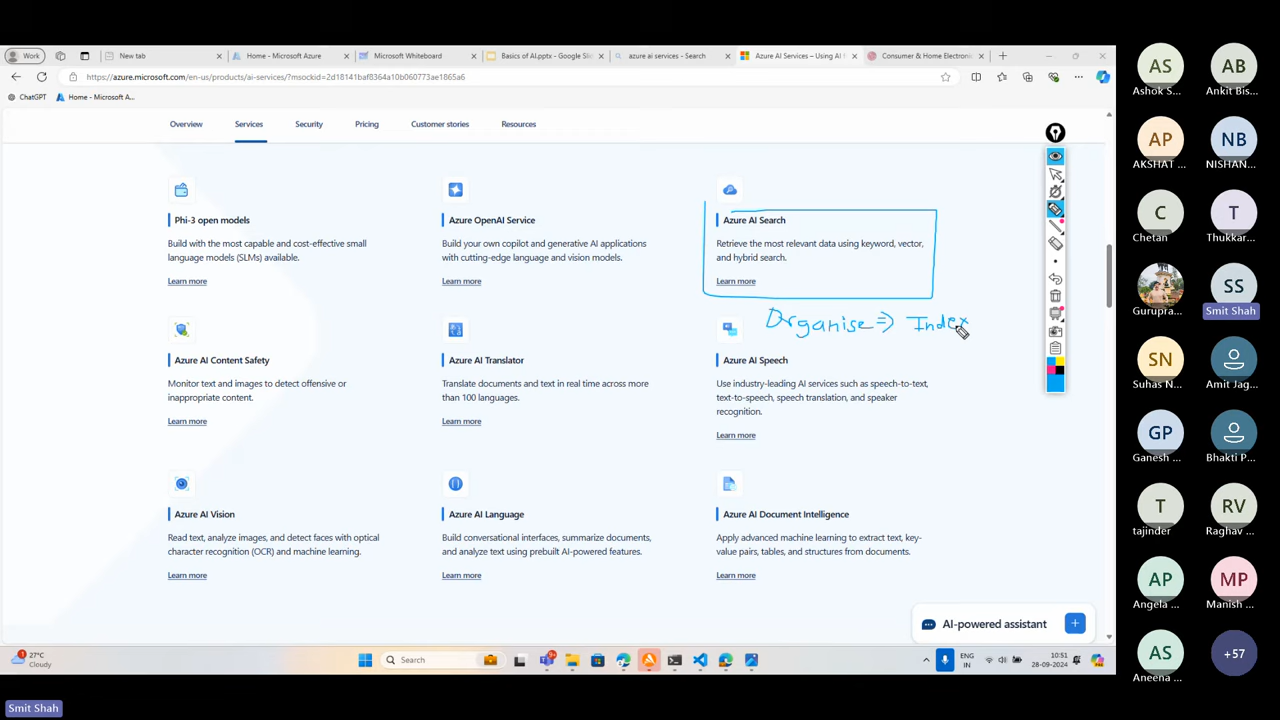 Work
New tab
Home - Microsoft Azure
Microsoft Whiteboard
Basics of AI.pptx - Google Slid
azure ai services - Search
Azure AI Services – Using AI f
Consumer & Home Electroni
https://azure.microsoft.com/en-us/products/ai-services/?msockid=2d18141baf8364a10b060773ae1865a6
ChatGPT
Home - Microsoft A...
Overview
Services
Security
Pricing
Customer stories
Resources
Phi-3 open models
Build with the most capable and cost-effective small
language models (SLMs) available.
Learn more
Azure OpenAI Service
Build your own copilot and generative AI applications
with cutting-edge language and vision models.
Learn more
Azure AI Search
Retrieve the most relevant data using keyword, vector,
and hybrid search.
Learn more
Organise => Index
Azure AI Content Safety
Monitor text and images to detect offensive or
inappropriate content.
Learn more
Azure AI Translator
Translate documents and text in real time across more
than 100 languages.
Learn more
Azure AI Speech
Use industry-leading AI services such as speech-to-text,
text-to-speech, speech translation, and speaker
recognition.
Learn more
Azure AI Vision
Read text, analyze images, and detect faces with optical
character recognition (OCR) and machine learning.
Learn more
Azure AI Language
Build conversational interfaces, summarize documents,
and analyze text using prebuilt AI-powered features.
Learn more
Azure AI Document Intelligence
Apply advanced machine learning to extract text, key-
value pairs, tables, and structures from documents.
Learn more
AI-powered assistant
27°C
Cloudy
Search
ENG
IN
10:51
28-09-2024
Smit Shah
AS
Ashok S...
AB
Ankit Bis...
AP
AKSHAT ...
NB
NISHAN...
C
Chetan
T
Thukkar...
Gurupra...
SS
Smit Shah
SN
Suhas N...
Amit Jag...
GP
Ganesh ...
Bhakti P...
T
tajinder
RV
Raghav ...
AP
Angela ...
MP
Manish ...
AS
Aneena ...
+57